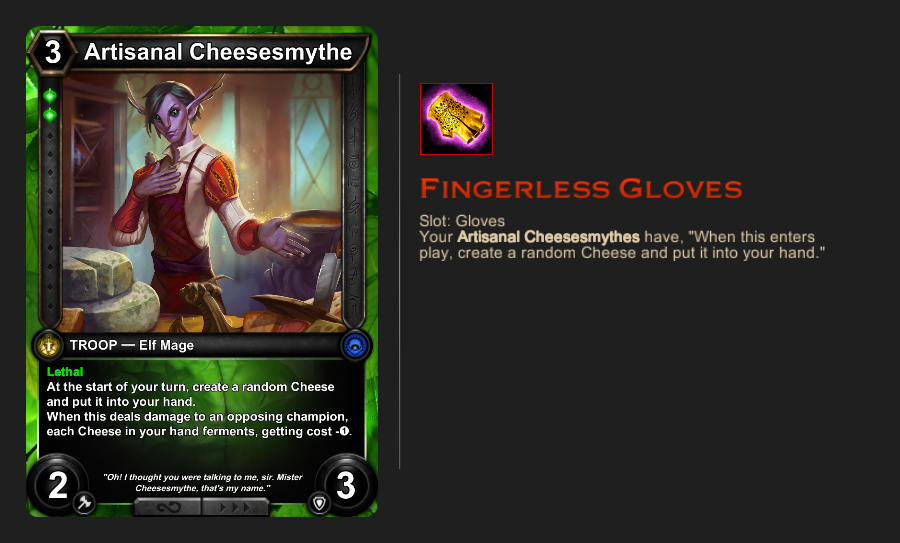 3 Artisanal Cheesesmythe
TROOP — Elf Mage
Lethal
At the start of your turn, create a random Cheese
and put it into your hand.
When this deals damage to an opposing champion,
each Cheese in your hand ferments, getting cost -1.
"Oh! I thought you were talking to me, sir. Mister
Cheesesmythe, that's my name."
2
3
Fingerless Gloves
Slot: Gloves
Your Artisanal Cheesesmythes have, "When this enters
play, create a random Cheese and put it into your hand."